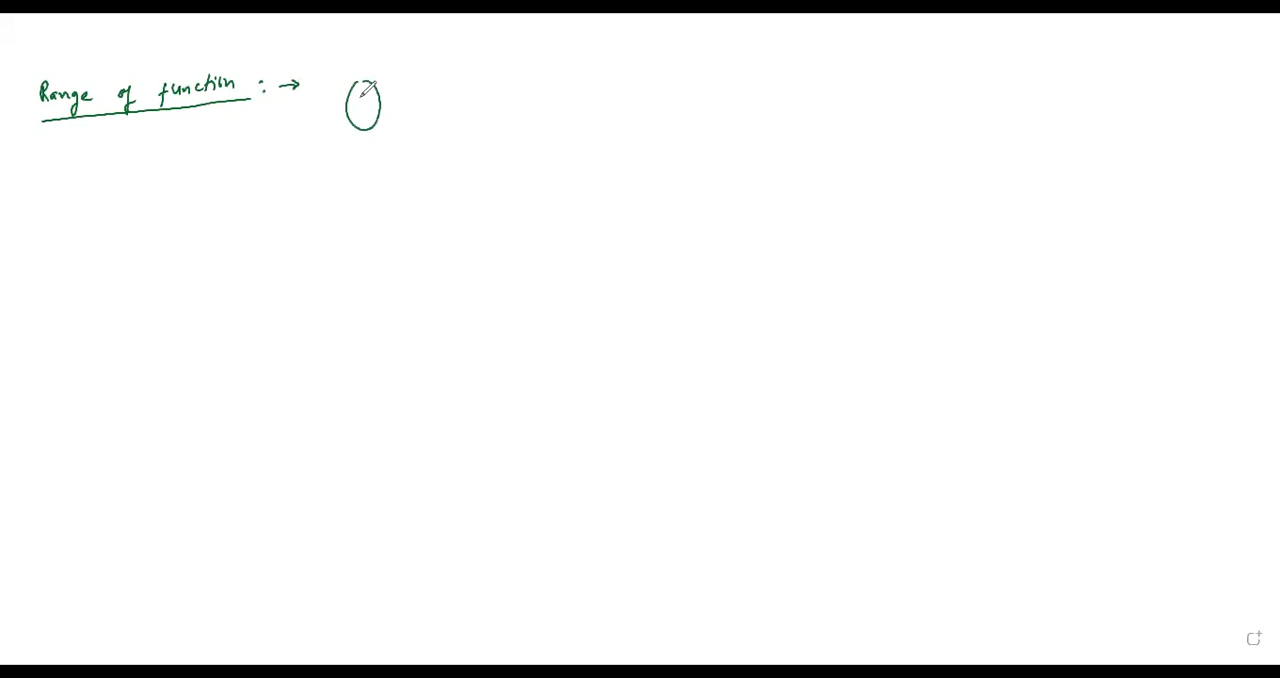 Range of function : →